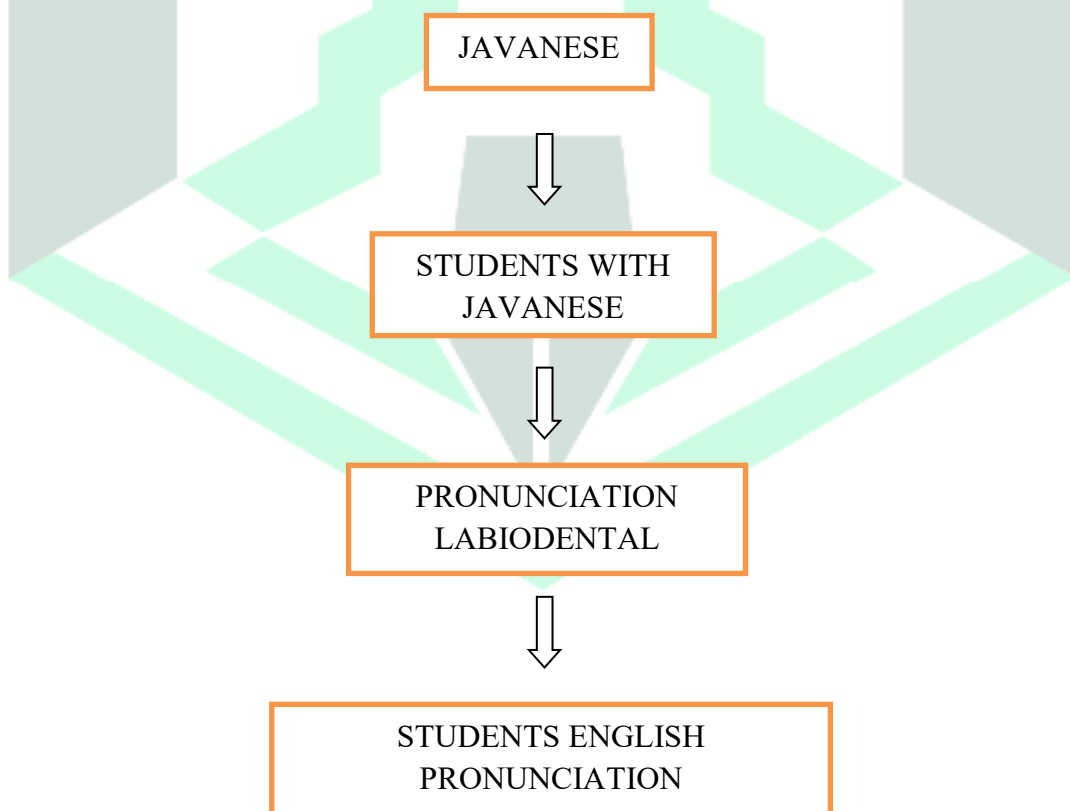 JAVANESE
STUDENTS WITH
JAVANESE
PRONUNCIATION
LABIODENTAL
STUDENTS ENGLISH
PRONUNCIATION